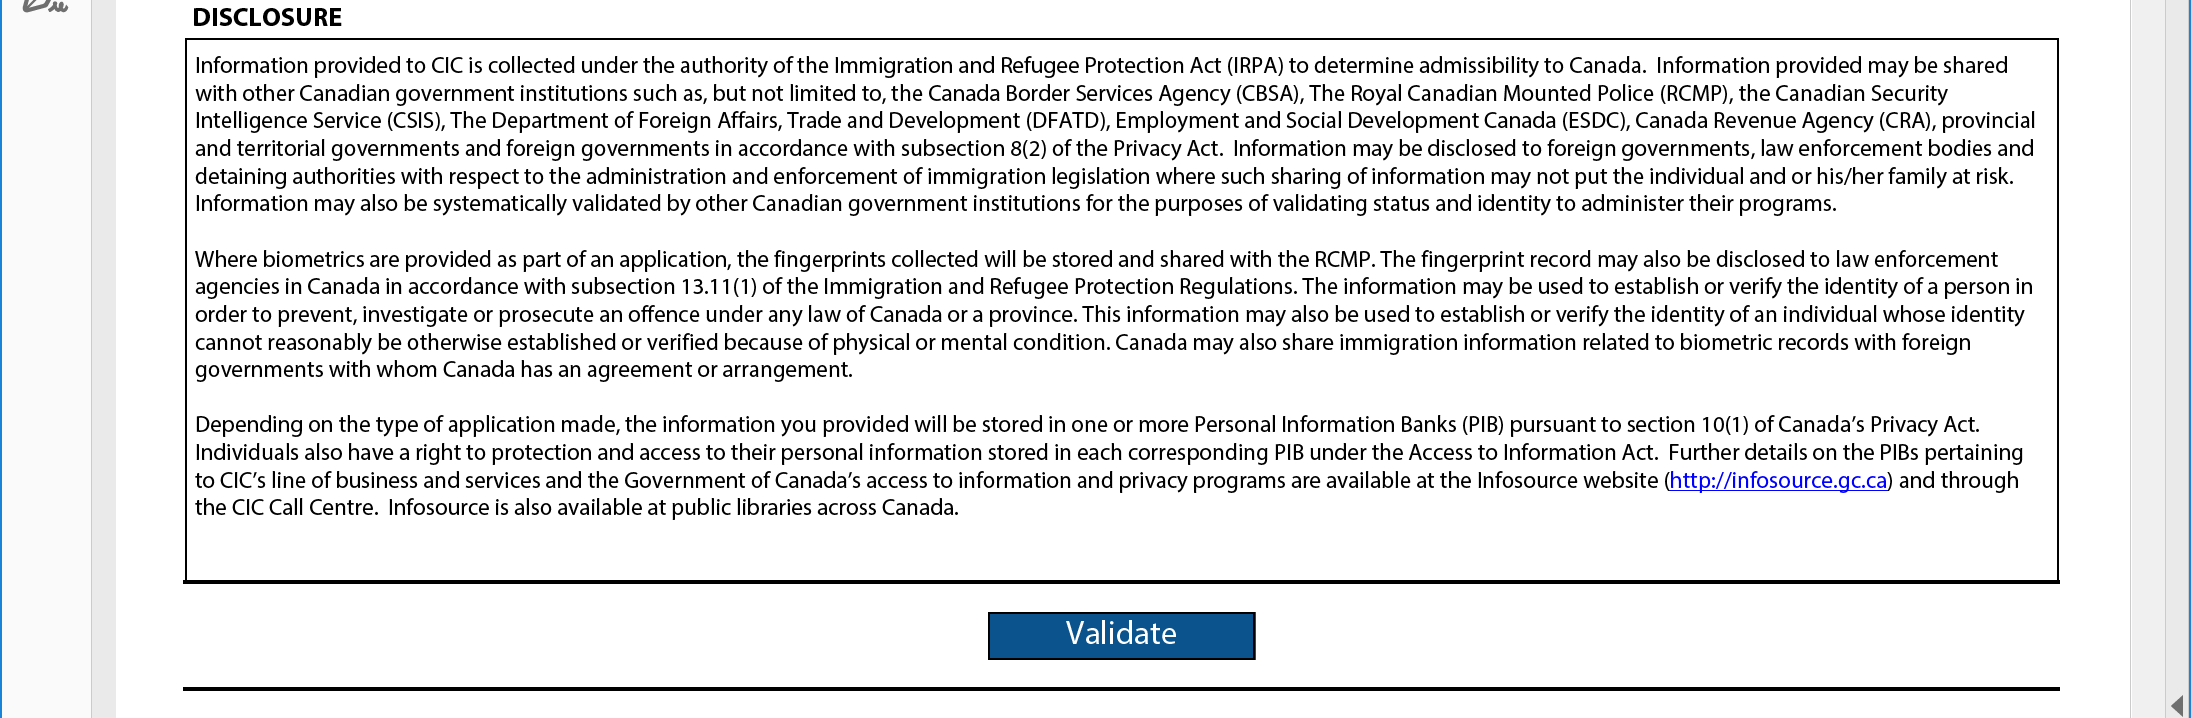 DISCLOSURE
Information provided to CIC is collected under the authority of the Immigration and Refugee Protection Act (IRPA) to determine admissibility to Canada.  Information provided may be shared
with other Canadian government institutions such as, but not limited to, the Canada Border Services Agency (CBSA), The Royal Canadian Mounted Police (RCMP), the Canadian Security
Intelligence Service (CSIS), The Department of Foreign Affairs, Trade and Development (DFATD), Employment and Social Development Canada (ESDC), Canada Revenue Agency (CRA), provincial
and territorial governments and foreign governments in accordance with subsection 8(2) of the Privacy Act.  Information may be disclosed to foreign governments, law enforcement bodies and
detaining authorities with respect to the administration and enforcement of immigration legislation where such sharing of information may not put the individual and or his/her family at risk.
Information may also be systematically validated by other Canadian government institutions for the purposes of validating status and identity to administer their programs.
Where biometrics are provided as part of an application, the fingerprints collected will be stored and shared with the RCMP. The fingerprint record may also be disclosed to law enforcement
agencies in Canada in accordance with subsection 13.11(1) of the Immigration and Refugee Protection Regulations. The information may be used to establish or verify the identity of a person in
order to prevent, investigate or prosecute an offence under any law of Canada or a province. This information may also be used to establish or verify the identity of an individual whose identity
cannot reasonably be otherwise established or verified because of physical or mental condition. Canada may also share immigration information related to biometric records with foreign
governments with whom Canada has an agreement or arrangement.
Depending on the type of application made, the information you provided will be stored in one or more Personal Information Banks (PIB) pursuant to section 10(1) of Canada’s Privacy Act.
Individuals also have a right to protection and access to their personal information stored in each corresponding PIB under the Access to Information Act.  Further details on the PIBs pertaining
to CIC’s line of business and services and the Government of Canada’s access to information and privacy programs are available at the Infosource website (http://infosource.gc.ca) and through
the CIC Call Centre.  Infosource is also available at public libraries across Canada.
Validate